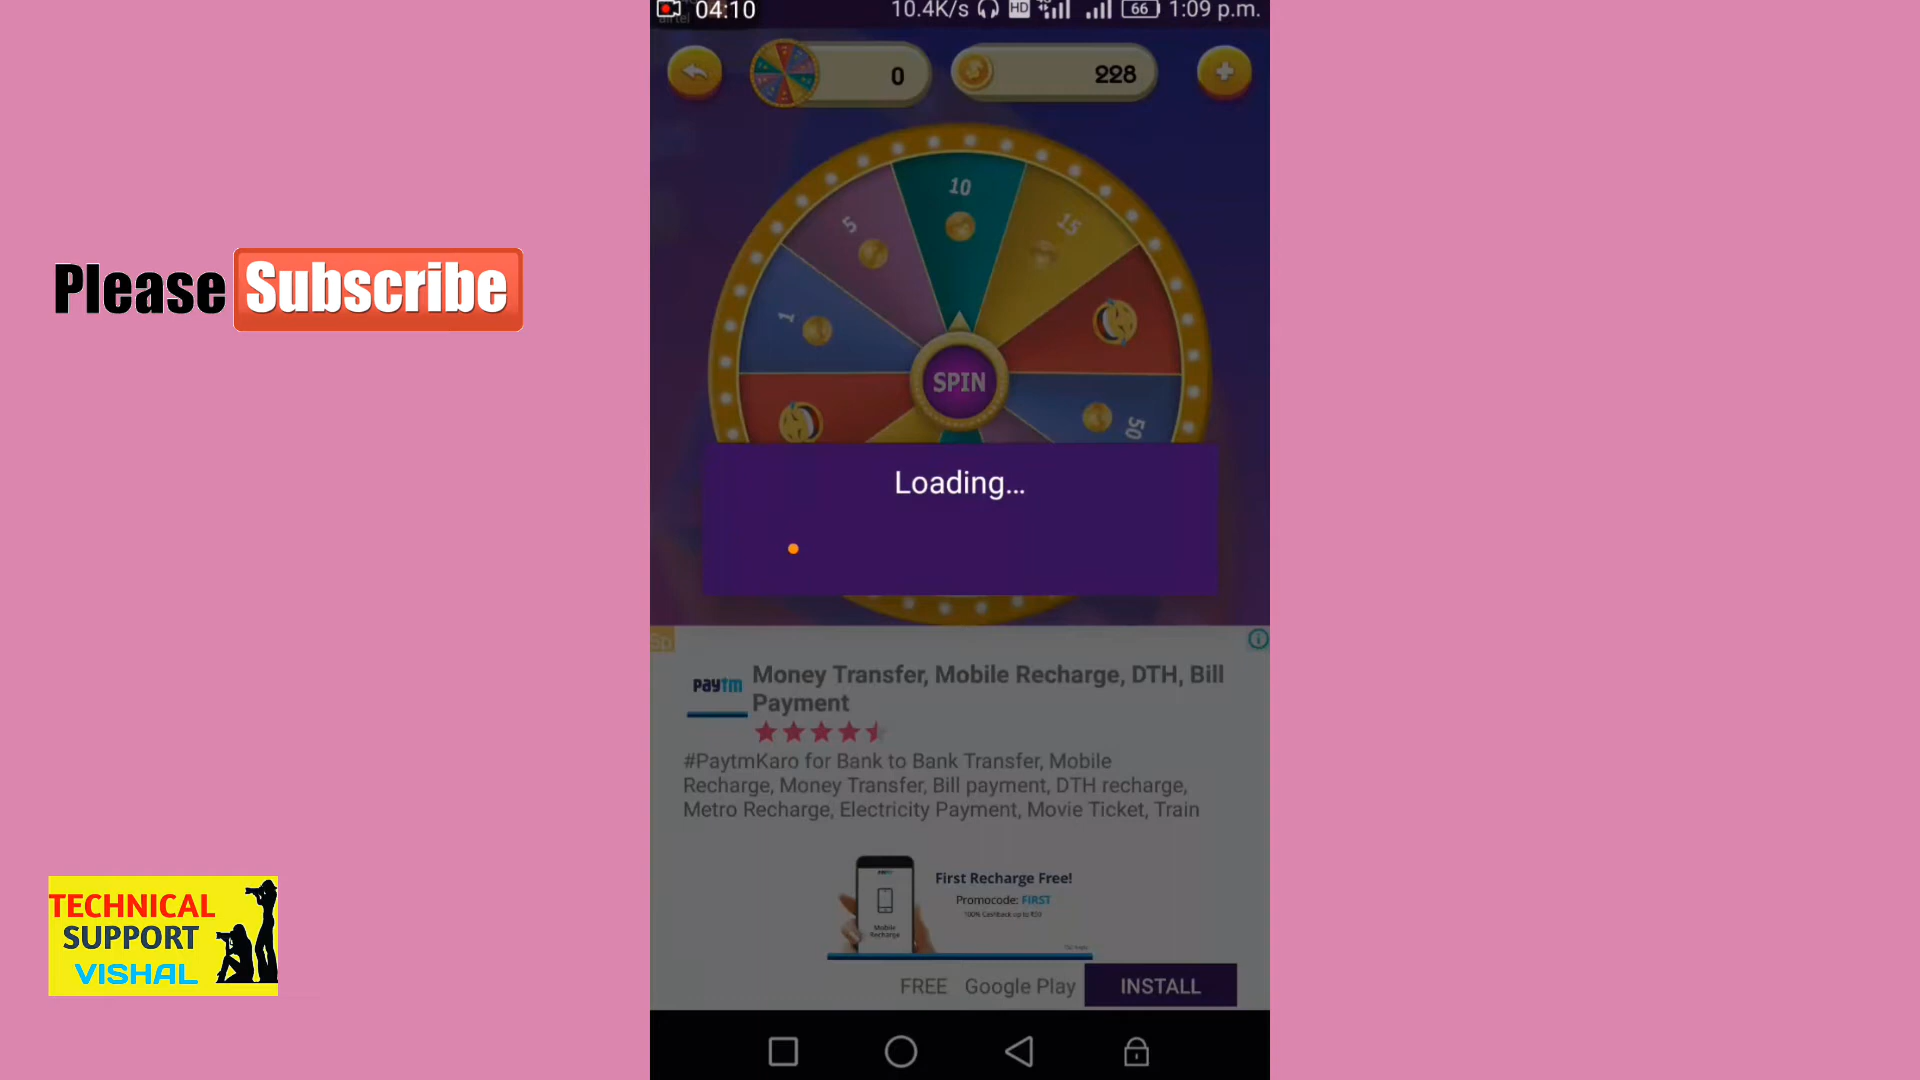 04:10
10.4K/s HD 66 1:09 p.m.
0
228
10
5
15
1
SPIN
50
Please Subscribe
Loading...
paytm
Money Transfer, Mobile Recharge, DTH, Bill
Payment
#PaytmKaro for Bank to Bank Transfer, Mobile
Recharge, Money Transfer, Bill payment, DTH recharge,
Metro Recharge, Electricity Payment, Movie Ticket, Train
First Recharge Free!
Promocode: FIRST
Mobile
Recharge
FREE Google Play INSTALL
TECHNICAL
SUPPORT
VISHAL